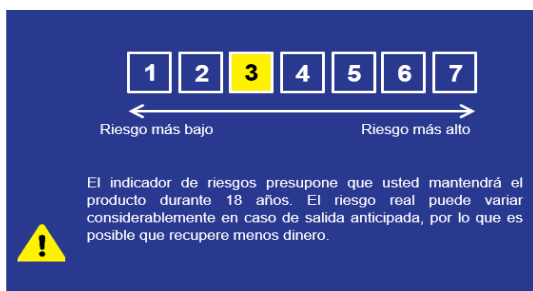 1 2 3 4 5 6 7
Riesgo más bajo Riesgo más alto
El indicador de riesgos presupone que usted mantendrá el
producto durante 18 años. El riesgo real puede variar
considerablemente en caso de salida anticipada, por lo que es
posible que recupere menos dinero.
!